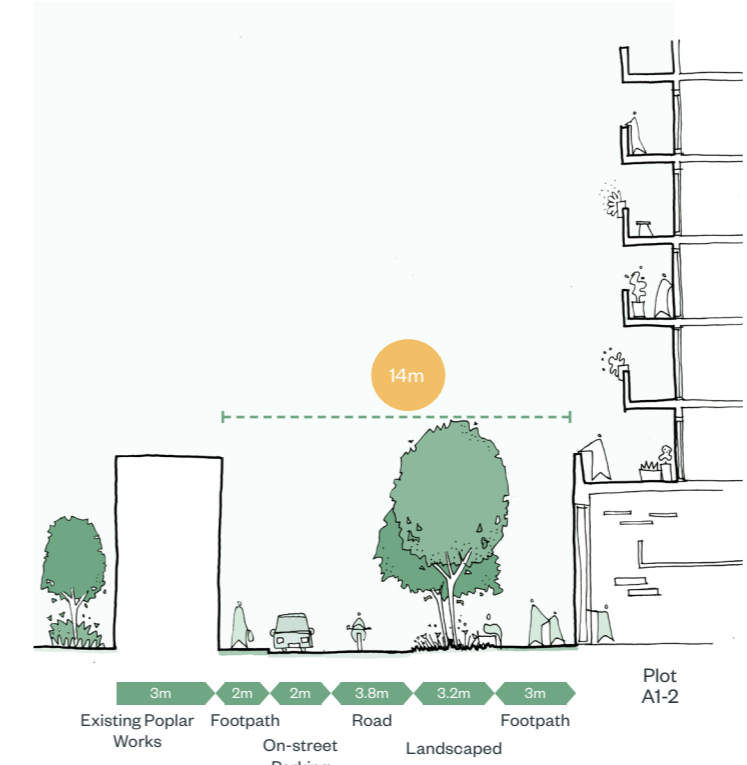 14m
3m
2m
2m
3.8m
3.2m
3m
Existing Poplar
Works
Footpath
On-street
Road
Landscaped
Footpath
Plot
A1-2